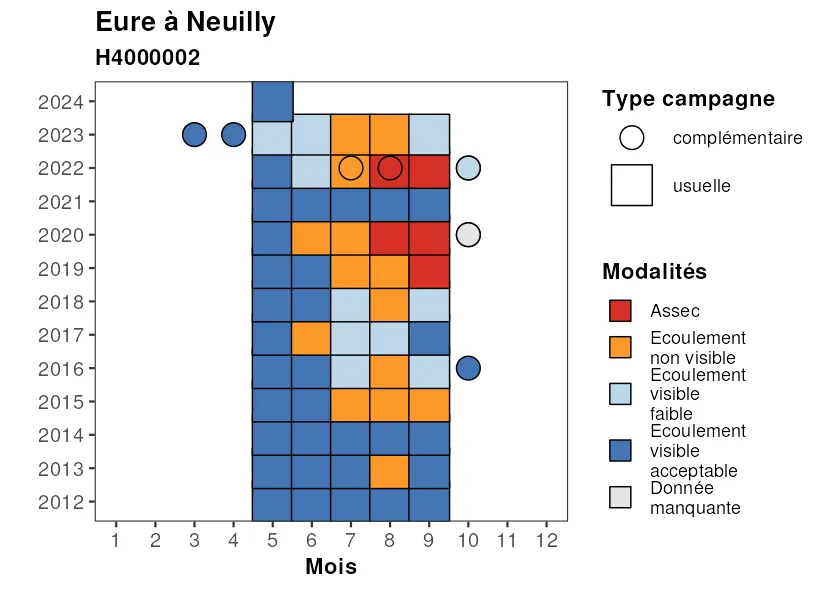 Eure à Neuilly
H4000002
2024
2023
2022
2021
2020
2019
2018
2017
2016
2015
2014
2013
2012
1 2 3 4 5 6 7 8 9 10 11 12
Mois
Type campagne
complémentaire
usuelle
Modalités
Assec
Ecoulement
non visible
Ecoulement
visible
faible
Ecoulement
visible
acceptable
Donnée
manquante